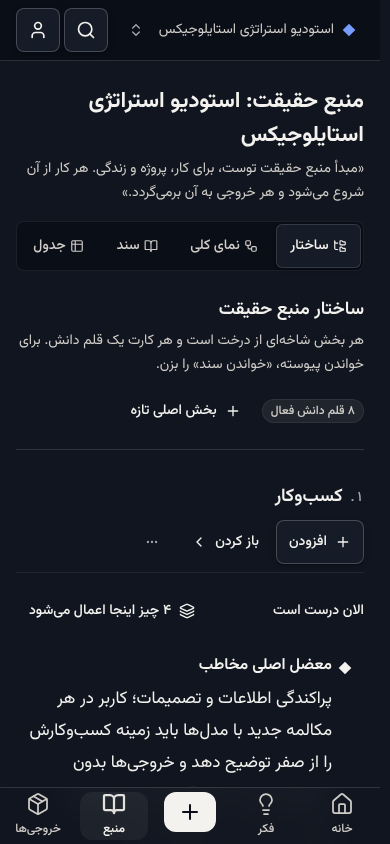 استودیو استراتژی استایلوجیکس
منبع حقیقت: استودیو استراتژی
استایلوجیکس
«مبدأ منبع حقیقت توست، برای کار، پروژه و زندگی. هر کار از آن
شروع می‌شود و هر خروجی به آن برمی‌گردد.»
ساختار
نمای کلی
سند
جدول
ساختار منبع حقیقت
هر بخش شاخه‌ای از درخت است و هر کارت یک قلم دانش. برای
خواندن پیوسته، «خواندن سند» را بزن.
۸ قلم دانش فعال
بخش اصلی تازه
۱. کسب‌وکار
افزودن
باز کردن
الان درست است
۴ چیز اینجا اعمال می‌شود
معضل اصلی مخاطب
پراکندگی اطلاعات و تصمیمات؛ کاربر در هر
مکالمه جدید با مدل‌ها باید زمینه کسب‌وکارش
را از صفر توضیح دهد و خروجی‌ها بدون
خانه
فکر
منبع
خروجی‌ها